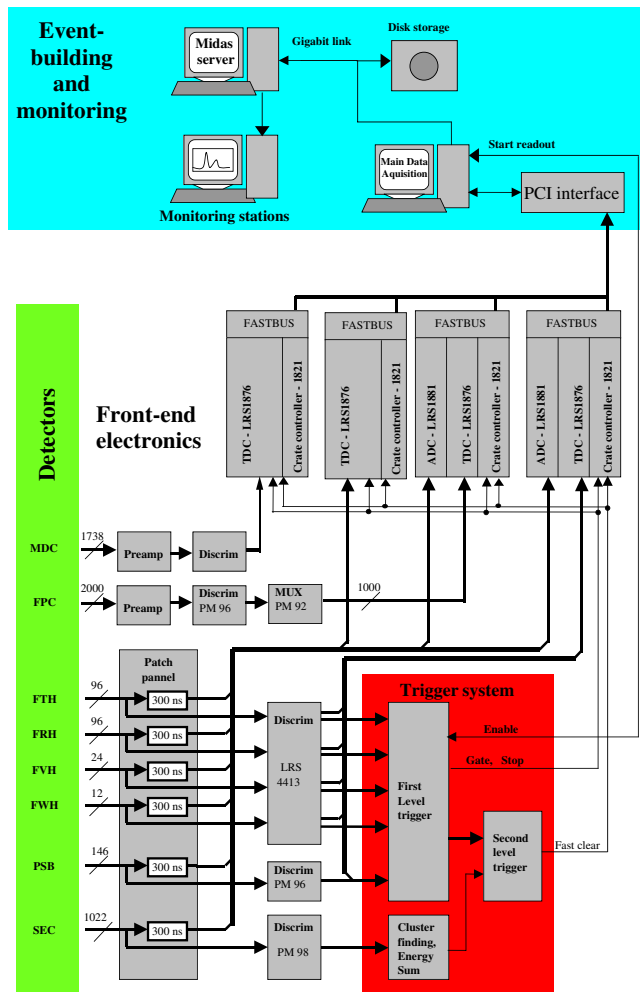 Event-
building
and
monitoring
Midas
server
Gigabit link
Disk storage
Monitoring stations
Main Data
Aquisition
Start readout
PCI interface
FASTBUS
TDC - LRS1876
Crate controller - 1821
FASTBUS
TDC - LRS1876
Crate controller - 1821
FASTBUS
ADC - LRS1881
TDC - LRS1876
Crate controller - 1821
FASTBUS
ADC - LRS1881
TDC - LRS1876
Crate controller - 1821
Detectors
Front-end
electronics
MDC
1738
Preamp
Discrim
FPC
2000
Preamp
Discrim
PM 96
MUX
PM 92
1000
Patch
pannel
FTH
96
300 ns
FRH
96
300 ns
FVH
24
300 ns
FWH
12
300 ns
PSB
146
300 ns
SEC
1022
300 ns
Discrim
LRS
4413
Discrim
PM 96
Discrim
PM 98
Trigger system
Enable
Gate, Stop
First
Level
trigger
Second
level
trigger
Fast clear
Cluster
finding,
Energy
Sum